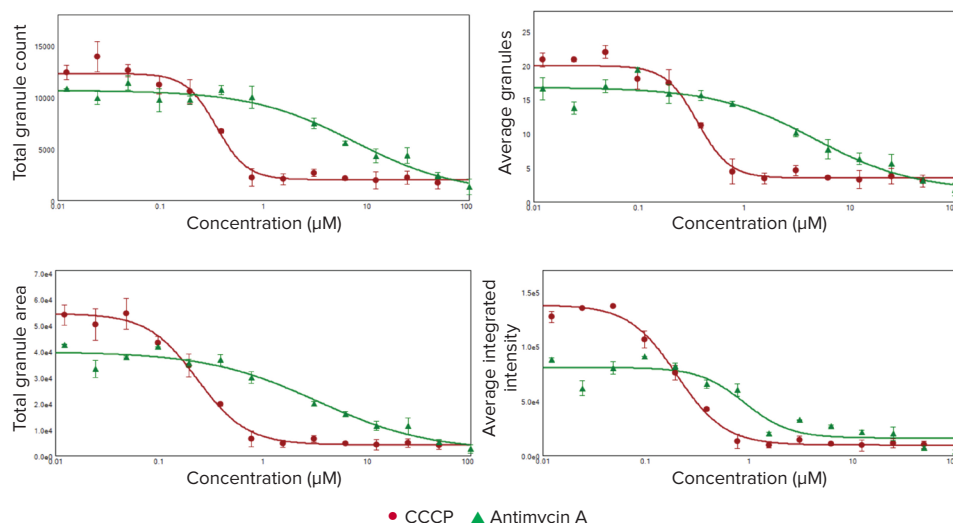 Total granule count
15000
10000
5000
0
0.01
0.1
1
10
100
Concentration (µM)
Average granules
25
20
15
10
5
0
0.01
0.1
1
10
Concentration (µM)
Total granule area
7.0e4
6.0e4
5.0e4
4.0e4
3.0e4
2.0e4
1.0e4
0.0e0
0.01
0.1
1
10
100
Concentration (µM)
Average integrated
intensity
1.5e5
1.0e5
5.0e4
0.0e0
0.01
0.1
1
10
Concentration (µM)
CCCP
Antimycin A